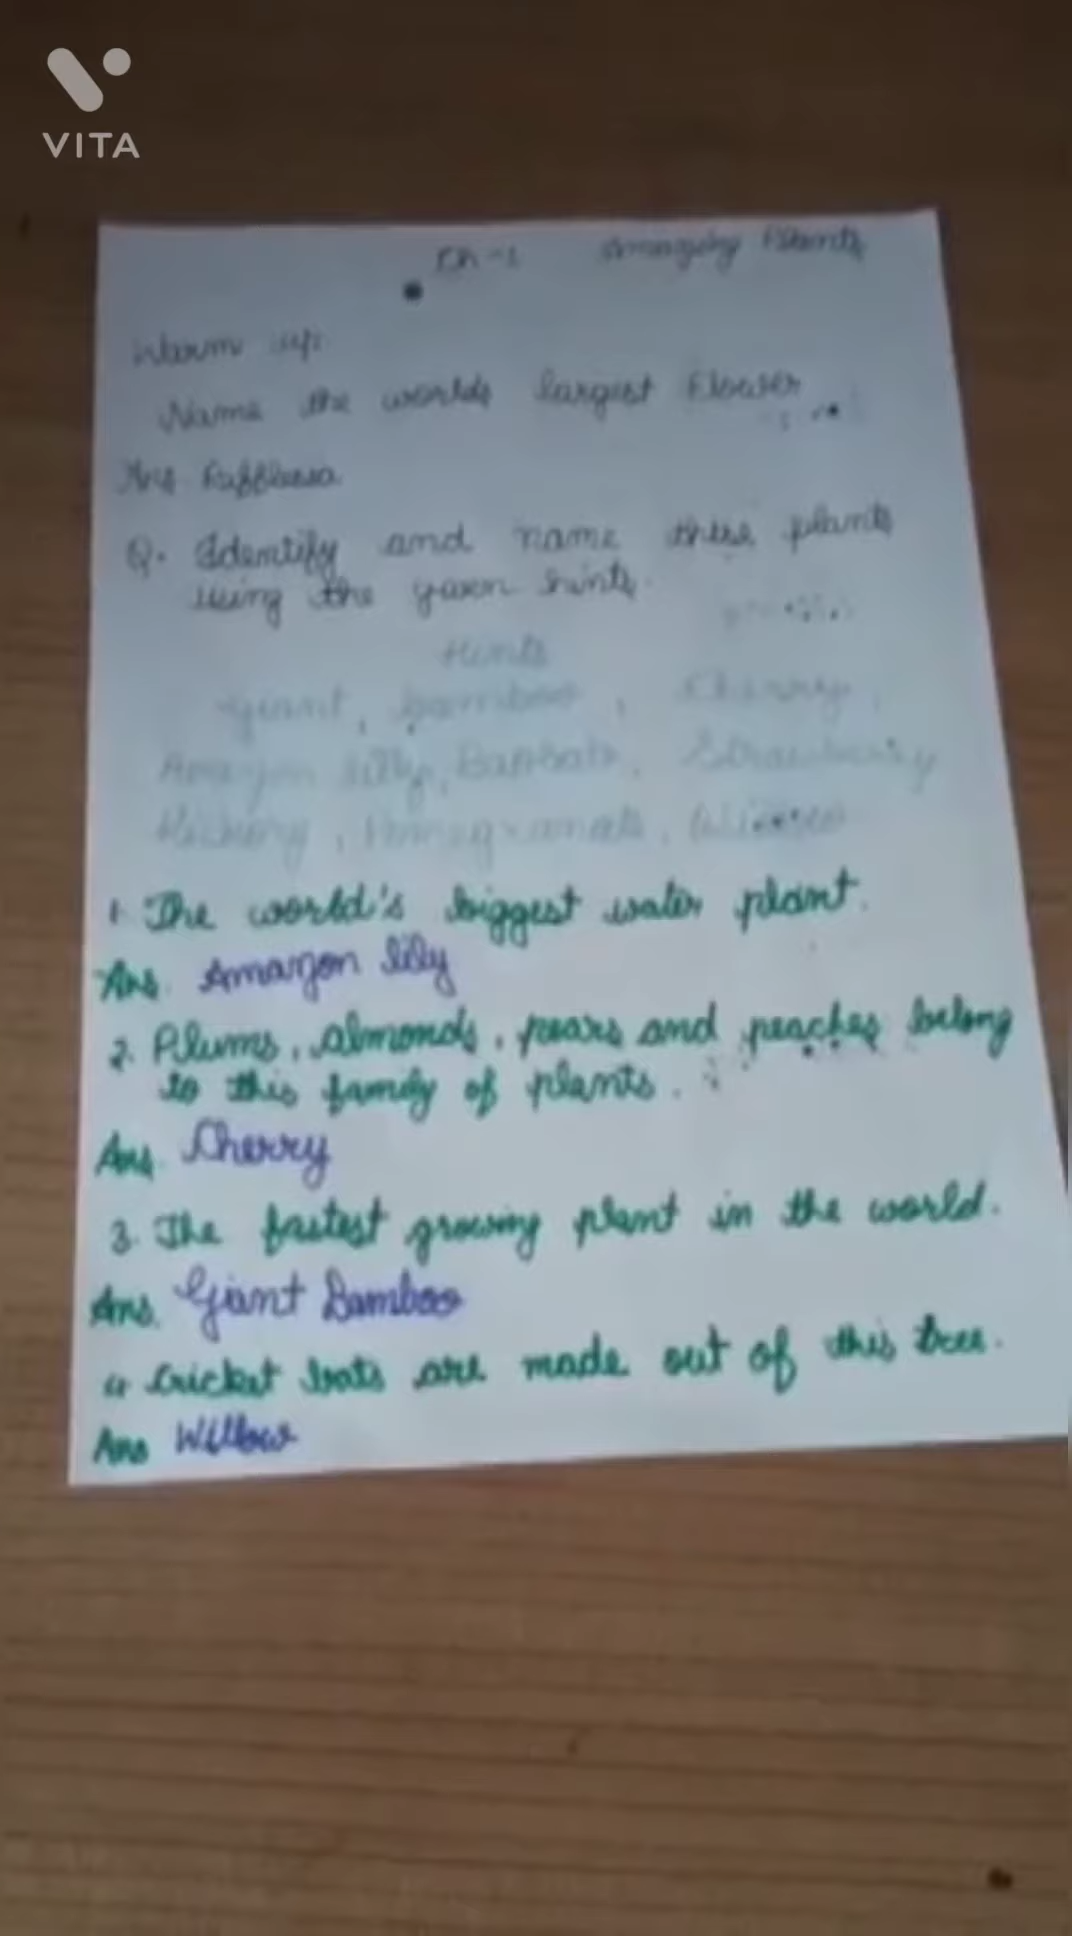 VITA
Ch-1 Amazing Plants
Warm up:
Name the worlds largest Flower
Ans Rafflesia
Q. Identify and name these plants
using the given hints.
Hints
Giant, bamboo, Cherry,
Amazon lilly, Baobab, Strawberry
Hickory, Pomegranate, Willow
1. The world's biggest water plant.
Ans. Amazon lily
2. Plums, almonds, pears and peaches belong
to this family of plants.
Ans. Cherry
3. The fastest growing plant in the world.
Ans. Giant Bamboo
4 Cricket bats are made out of this tree.
Ans Willow